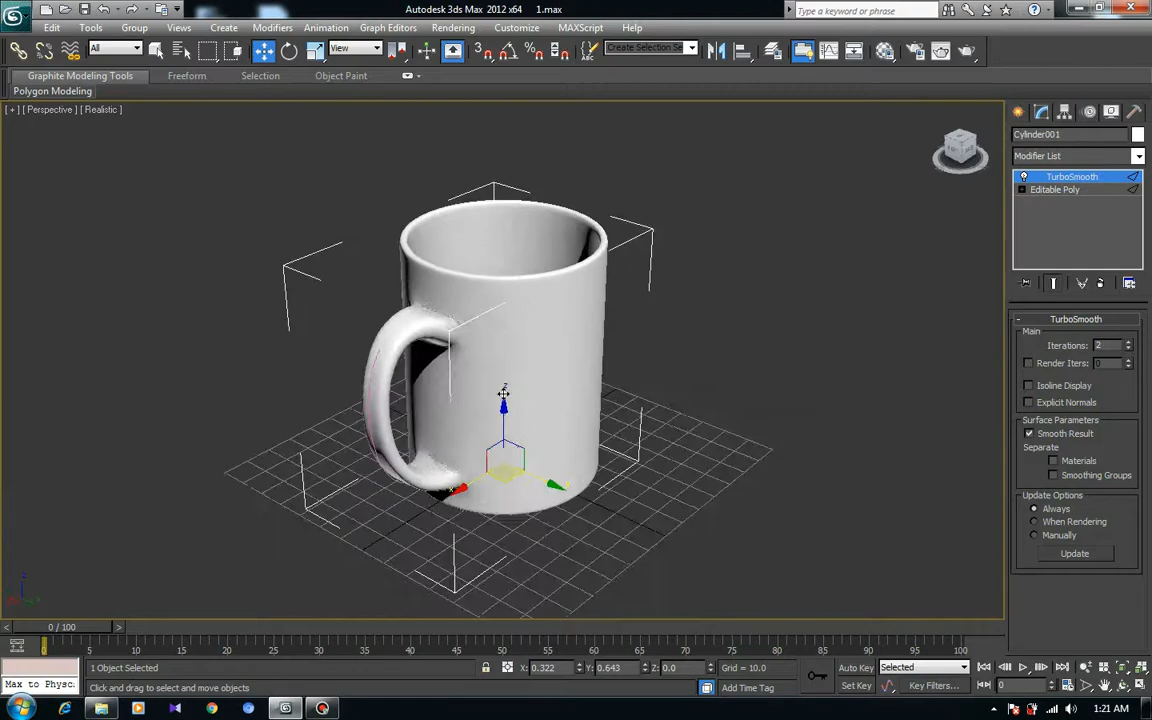 Autodesk 3ds Max 2012 x64 1.max
Type a keyword or phrase
Edit Tools Group Views Create Modifiers Animation Graph Editors Rendering Customize MAXScript Help
All
View
Create Selection Se
Graphite Modeling Tools Freeform Selection Object Paint
Polygon Modeling
[ + ] [ Perspective ] [ Realistic ]
Cylinder001
Modifier List
TurboSmooth
Editable Poly
TurboSmooth
Main
Iterations: 2
Render Iters: 0
Isoline Display
Explicit Normals
Surface Parameters
Smooth Result
Separate
Materials
Smoothing Groups
Update Options
Always
When Rendering
Manually
Update
z
x
0 / 100
0 5 10 15 20 25 30 35 40 45 50 55 60 65 70 75 80 85 90 95 100
1 Object Selected
X: 0.322 Y: 0.643 Z: 0.0 Grid = 10.0
Auto Key Selected
Max to Physc
Click and drag to select and move objects
Add Time Tag
Set Key Key Filters...
0
1:21 AM